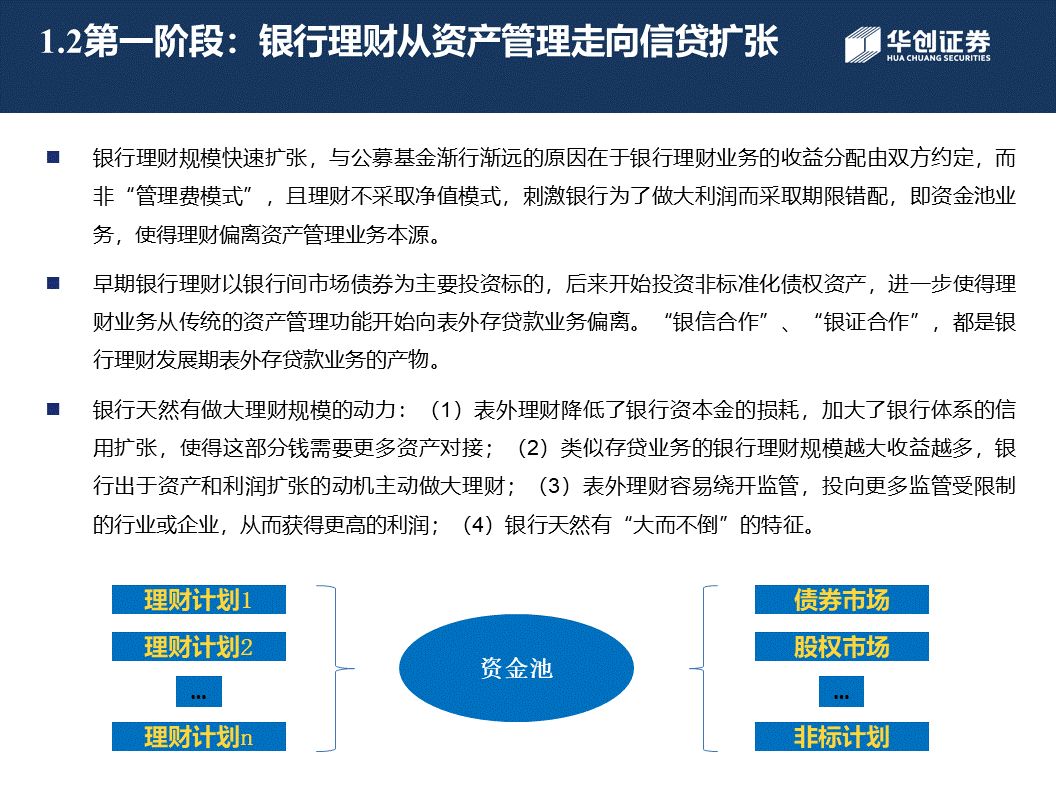 1.2第一阶段：银行理财从资产管理走向信贷扩张
华创证券
HUA CHUANG SECURITIES
■ 银行理财规模快速扩张，与公募基金渐行渐远的原因在于银行理财业务的收益分配由双方约定，而
非“管理费模式”，且理财不采取净值模式，刺激银行为了做大利润而采取期限错配，即资金池业
务，使得理财偏离资产管理业务本源。
■ 早期银行理财以银行间市场债券为主要投资标的，后来开始投资非标准化债权资产，进一步使得理
财业务从传统的资产管理功能开始向表外存贷款业务偏离。“银信合作”、“银证合作”，都是银
行理财发展期表外存贷款业务的产物。
■ 银行天然有做大理财规模的动力：（1）表外理财降低了银行资本金的损耗，加大了银行体系的信
用扩张，使得这部分钱需要更多资产对接；（2）类似存贷业务的银行理财规模越大收益越多，银
行出于资产和利润扩张的动机主动做大理财；（3）表外理财容易绕开监管，投向更多监管受限制
的行业或企业，从而获得更高的利润；（4）银行天然有“大而不倒”的特征。
理财计划1
理财计划2
...
理财计划n
资金池
债券市场
股权市场
...
非标计划